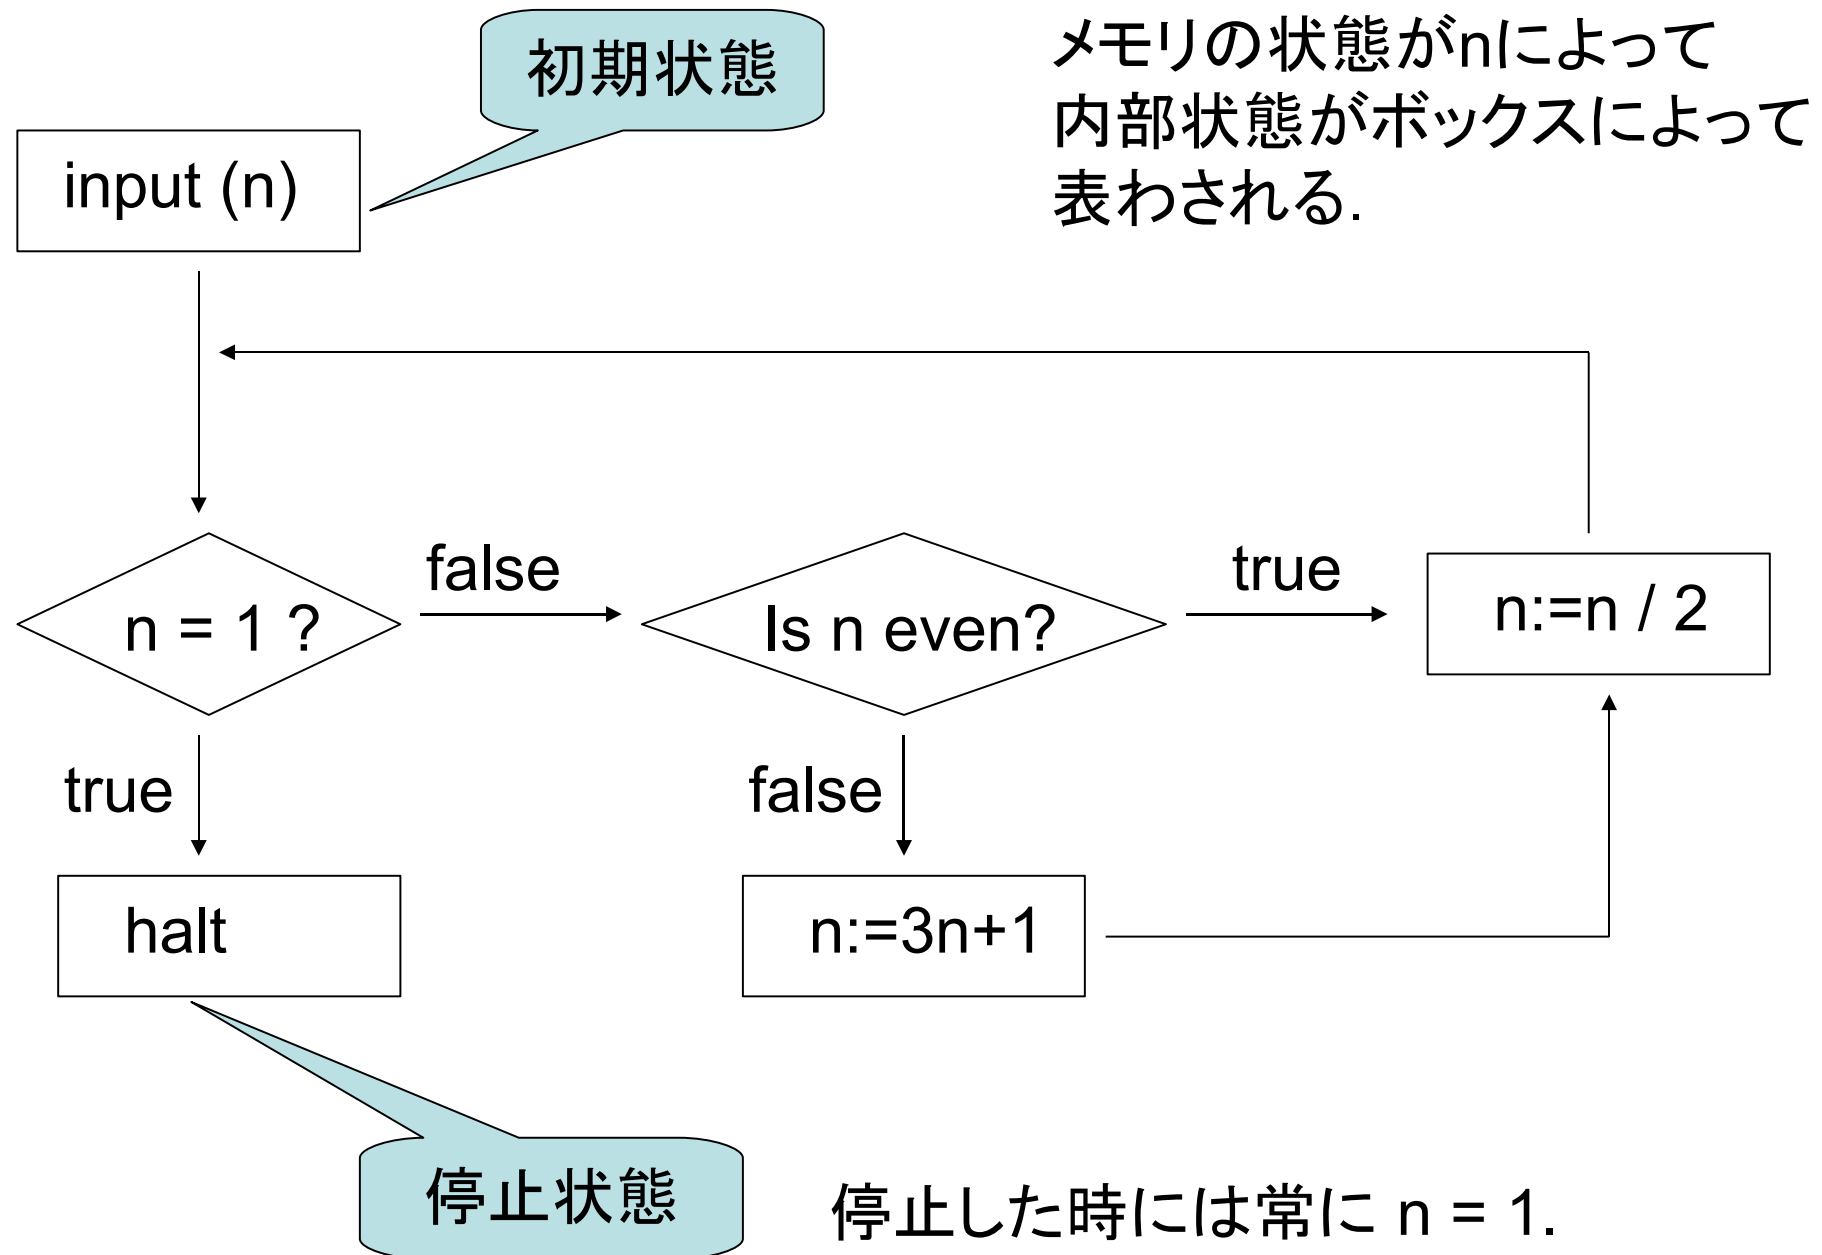 初期状態
メモリの状態がnによって
内部状態がボックスによって
表わされる.
input (n)
n = 1 ?
false
Is n even?
true
n:=n / 2
true
false
halt
n:=3n+1
停止状態
停止した時には常に n = 1.